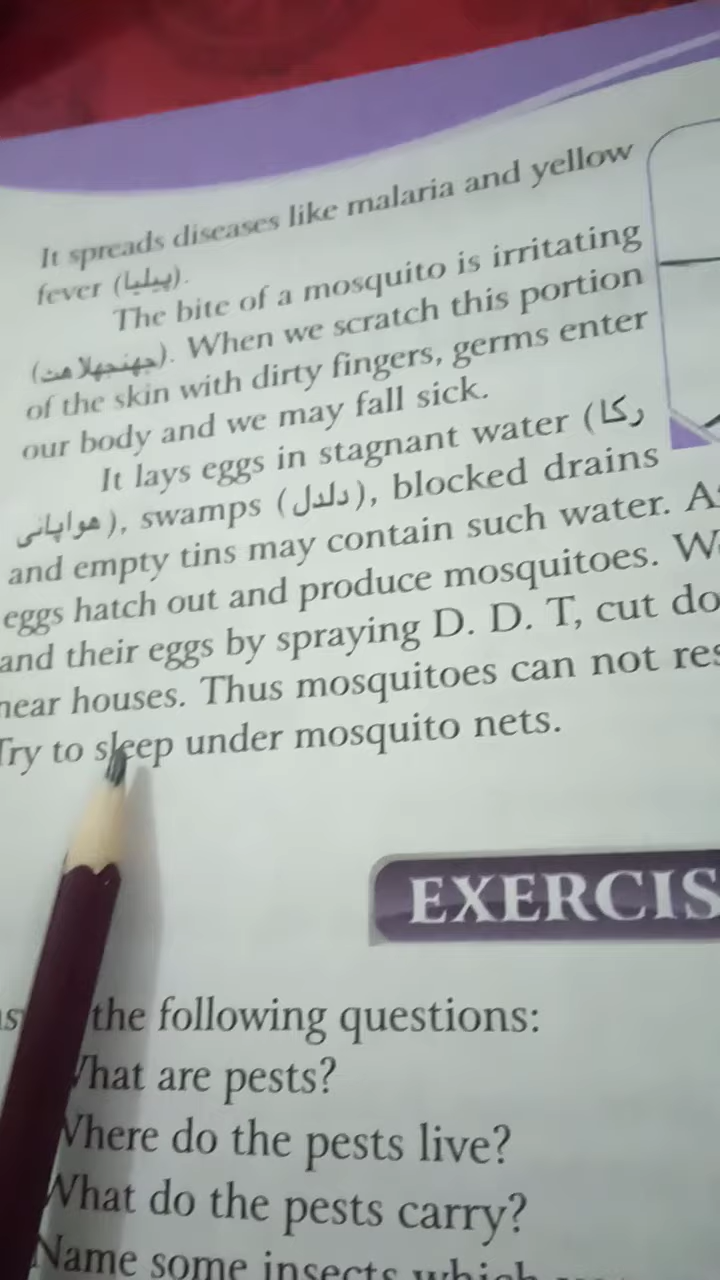 It spreads diseases like malaria and yellow
fever (پیلیا).
The bite of a mosquito is irritating
(جھنجھلاھٹ). When we scratch this portion
of the skin with dirty fingers, germs enter
our body and we may fall sick.
It lays eggs in stagnant water (رکا
ھواپانی), swamps (دلدل), blocked drains
and empty tins may contain such water. As
eggs hatch out and produce mosquitoes. We
and their eggs by spraying D. D. T, cut do
near houses. Thus mosquitoes can not res
Try to sleep under mosquito nets.
EXERCIS
the following questions:
What are pests?
Where do the pests live?
What do the pests carry?
Name some insects which